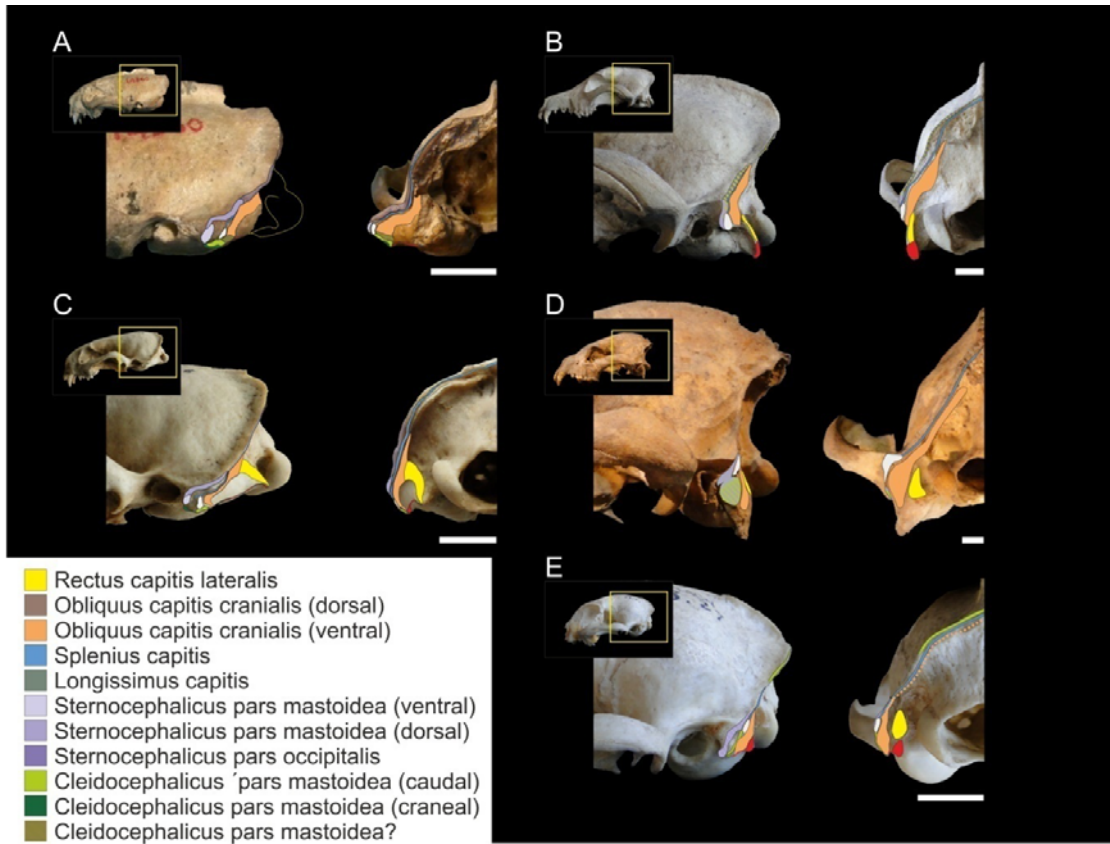 A
B
C
D
E
Rectus capitis lateralis
Obliquus capitis cranialis (dorsal)
Obliquus capitis cranialis (ventral)
Splenius capitis
Longissimus capitis
Sternocephalicus pars mastoidea (ventral)
Sternocephalicus pars mastoidea (dorsal)
Sternocephalicus pars occipitalis
Cleidocephalicus ´pars mastoidea (caudal)
Cleidocephalicus pars mastoidea (craneal)
Cleidocephalicus pars mastoidea?